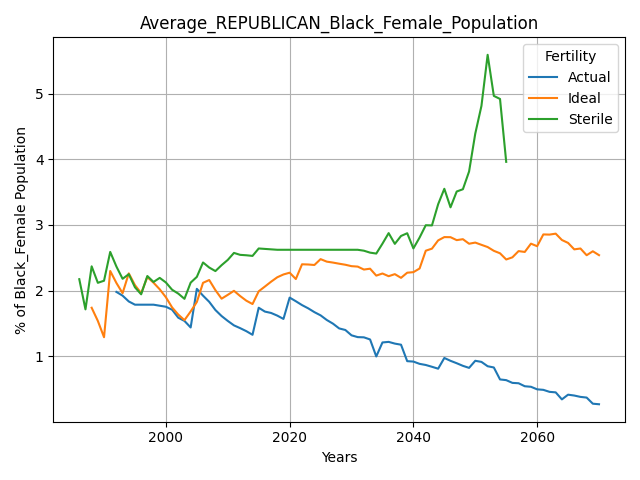 Average_REPUBLICAN_Black_Female_Population
Fertility
Actual
Ideal
Sterile
% of Black_Female Population
5
4
3
2
1
2000 2020 2040 2060
Years